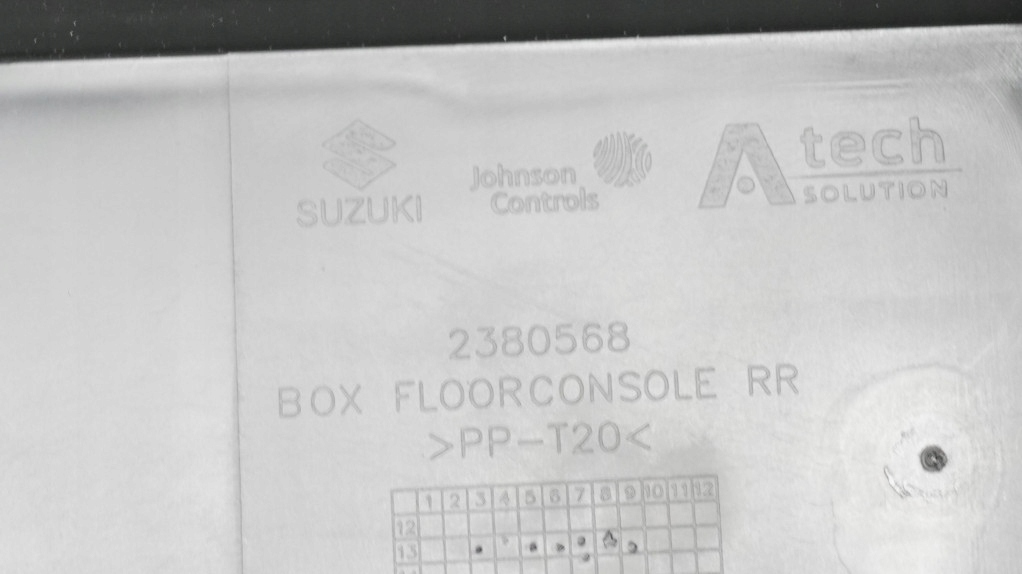 SUZUKI
Johnson
Controls
A tech
SOLUTION
2380568
BOX FLOORCONSOLE RR
>PP-T20<
1 2 3 4 5 6 7 8 9 10 11 12
12
13